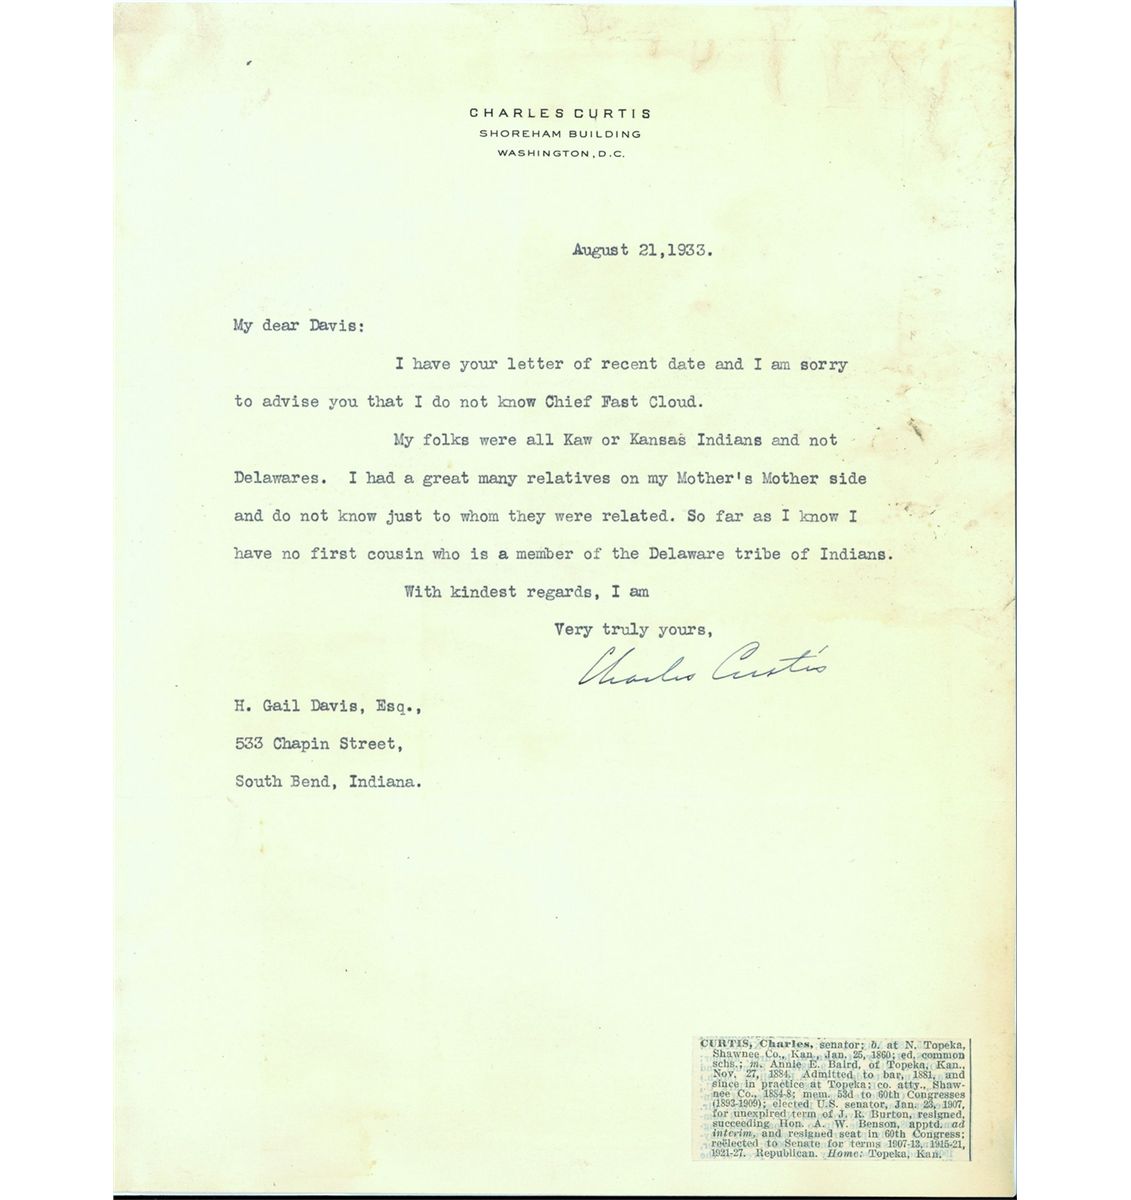 CHARLES CURTIS
SHOREHAM BUILDING
WASHINGTON, D.C.
August 21,1933.
My dear Davis:
I have your letter of recent date and I am sorry
to advise you that I do not know Chief Fast Cloud.
My folks were all Kaw or Kansas Indians and not
Delawares. I had a great many relatives on my Mother's Mother side
and do not know just to whom they were related. So far as I know I
have no first cousin who is a member of the Delaware tribe of Indians.
With kindest regards, I am
Very truly yours,
Charles Curtis
H. Gail Davis, Esq.,
533 Chapin Street,
South Bend, Indiana.
CURTIS, Charles, senator; b. at N. Topeka,
Shawnee Co., Kan., Jan. 25, 1860; ed. common
schs.; m. Annie E. Baird, of Topeka, Kan.,
Nov. 27, 1884. Admitted to bar, 1881, and
since in practice at Topeka; co. atty., Shaw-
nee Co., 1884-8; mem. 53d to 60th Congresses
(1893-1909); elected U.S. senator, Jan. 23, 1907,
for unexpired term of J. R. Burton, resigned,
succeeding Hon. A. W. Benson, apptd. ad
interim, and resigned seat in 60th Congress;
reëlected to Senate for terms 1907-13, 1915-21,
1921-27. Republican. Home: Topeka, Kan.